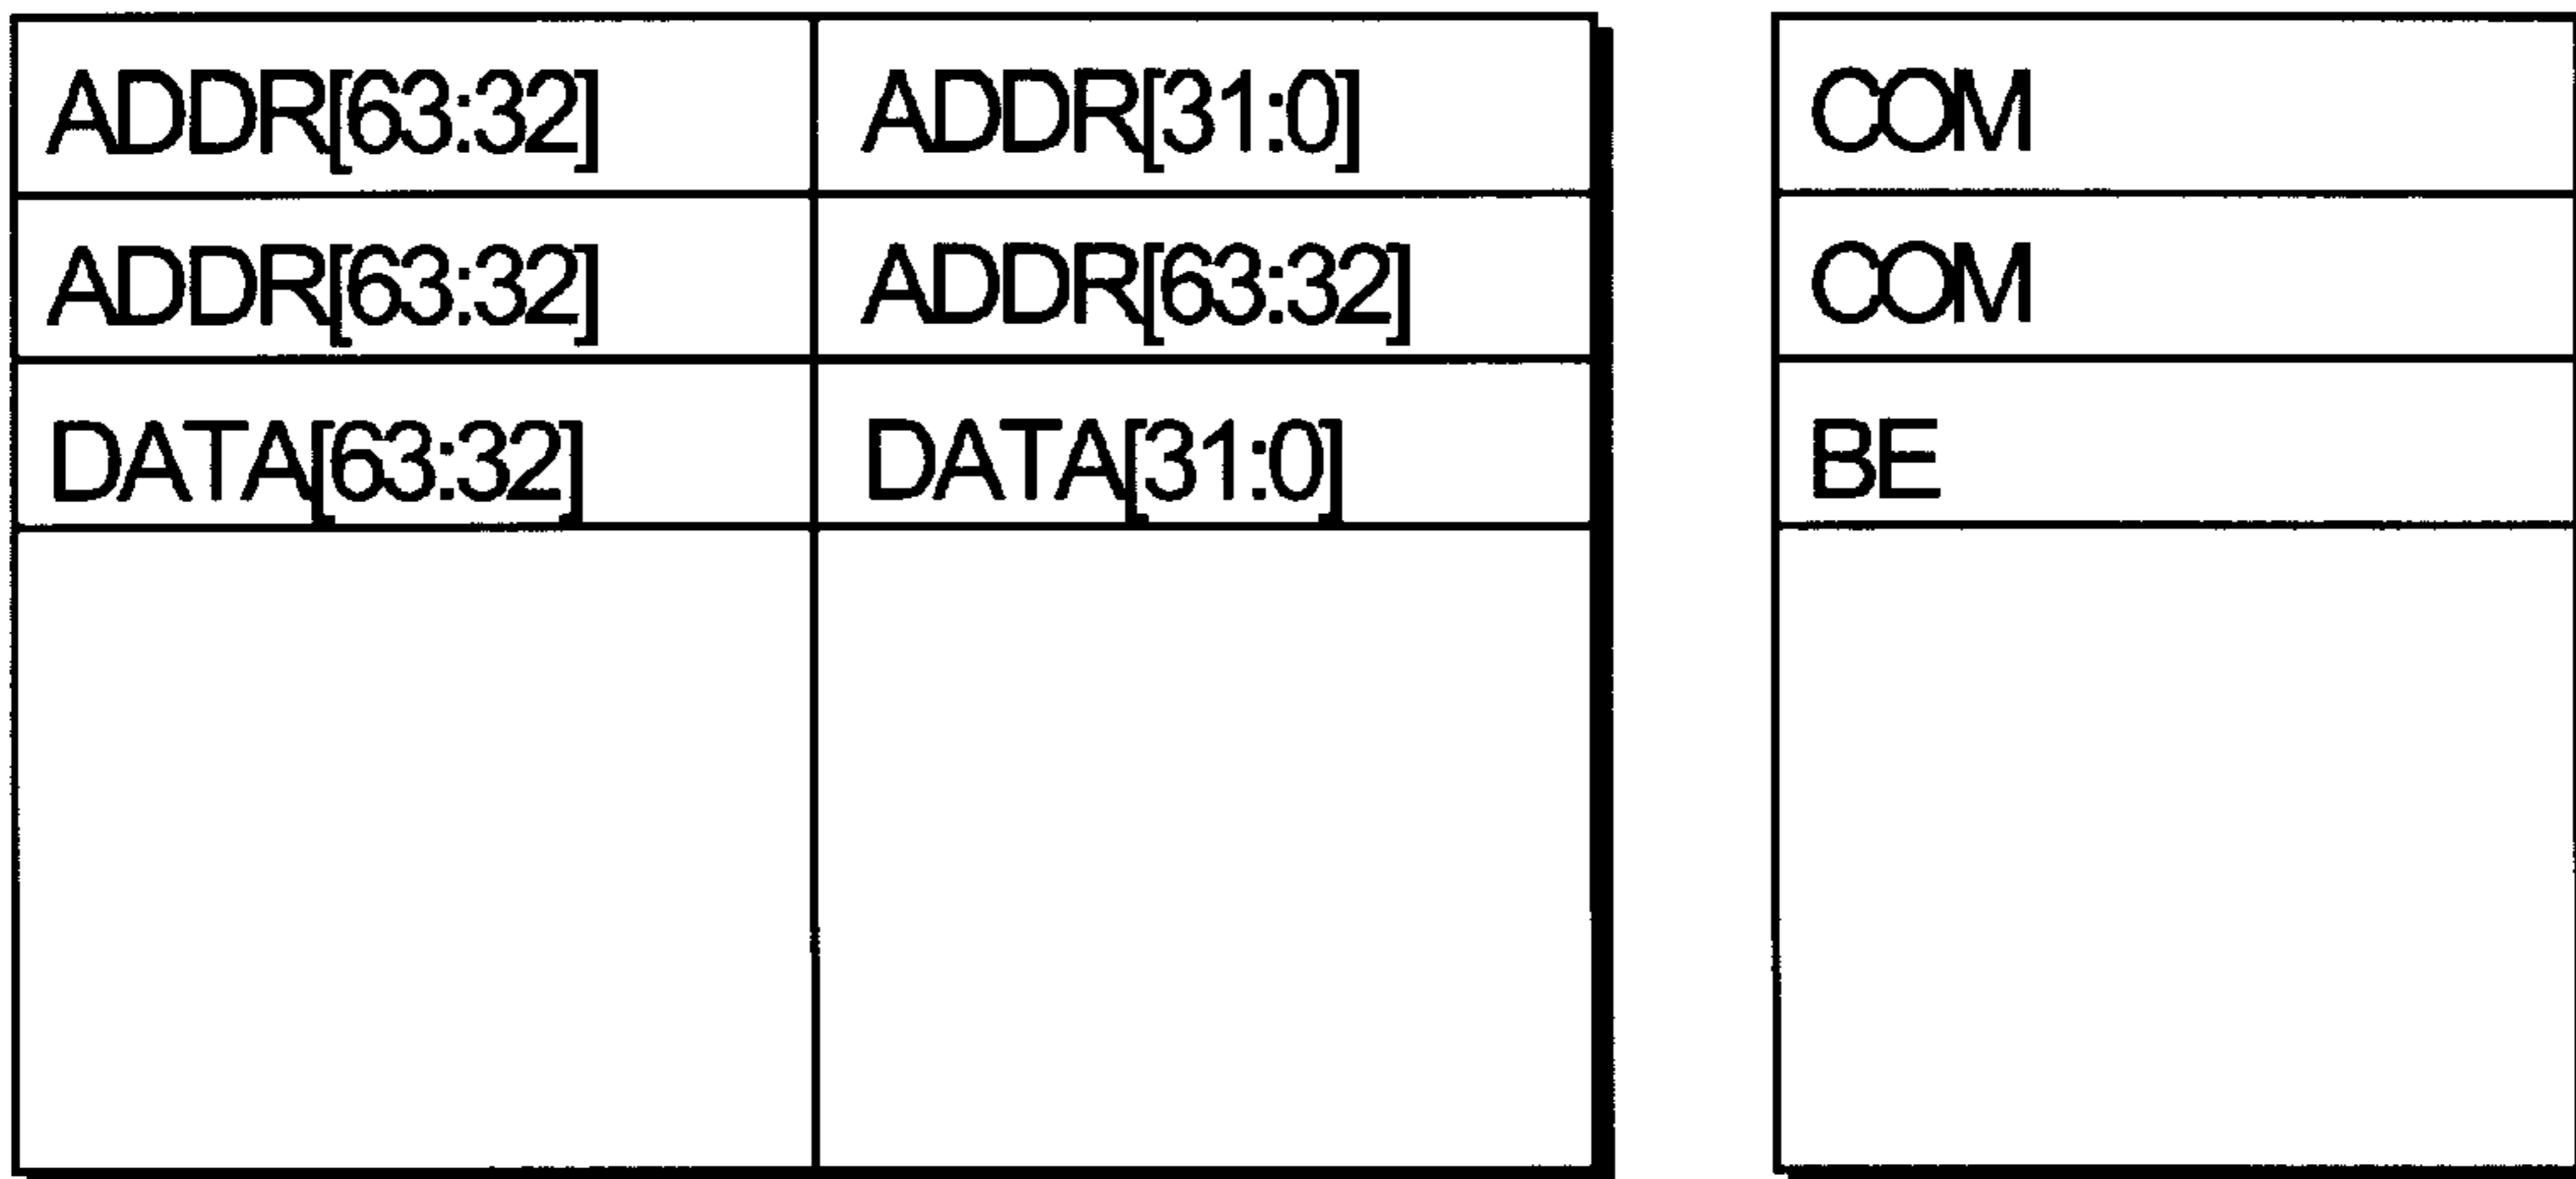 ADDR[63:32] ADDR[31:0] COM
ADDR[63:32] ADDR[63:32] COM
DATA[63:32] DATA[31:0] BE